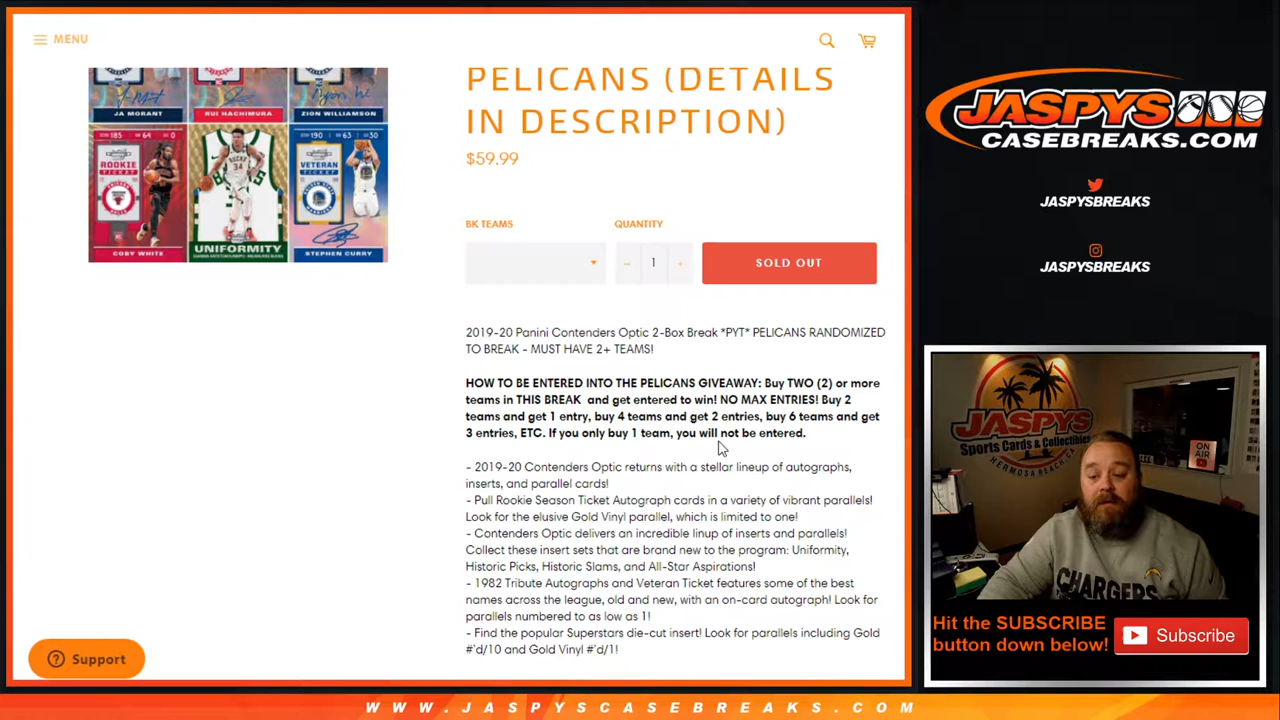 MENU
PELICANS (DETAILS
IN DESCRIPTION)
$59.99
JA MORANT
RUI HACHIMURA
ZION WILLIAMSON
185
64
0
190
63
30
ROOKIE
TICKET
VETERAN
TICKET
BUCKS
34
COBY WHITE
UNIFORMITY
STEPHEN CURRY
BK TEAMS
QUANTITY
1
SOLD OUT
2019-20 Panini Contenders Optic 2-Box Break *PYT* PELICANS RANDOMIZED
TO BREAK - MUST HAVE 2+ TEAMS!
HOW TO BE ENTERED INTO THE PELICANS GIVEAWAY: Buy TWO (2) or more
teams in THIS BREAK and get entered to win! NO MAX ENTRIES! Buy 2
teams and get 1 entry, buy 4 teams and get 2 entries, buy 6 teams and get
3 entries, ETC. If you only buy 1 team, you will not be entered.
- 2019-20 Contenders Optic returns with a stellar lineup of autographs,
inserts, and parallel cards!
- Pull Rookie Season Ticket Autograph cards in a variety of vibrant parallels!
Look for the elusive Gold Vinyl parallel, which is limited to one!
- Contenders Optic delivers an incredible linup of inserts and parallels!
Collect these insert sets that are brand new to the program: Uniformity,
Historic Picks, Historic Slams, and All-Star Aspirations!
- 1982 Tribute Autographs and Veteran Ticket features some of the best
names across the league, old and new, with an on-card autograph! Look for
parallels numbered to as low as 1!
- Find the popular Superstars die-cut insert! Look for parallels including Gold
#'d/10 and Gold Vinyl #'d/1!
Support
JASPYS
CASEBREAKS.COM
JASPYSBREAKS
JASPYSBREAKS
JASPYS
Sports Cards & Collectibles
HERMOSA BEACH, CA
ON
AIR
CHARGERS
Hit the SUBSCRIBE
button down below!
Subscribe
WWW.JASPYSCASEBREAKS.COM